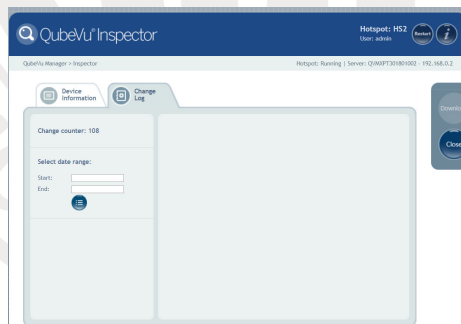 QubeVu® Inspector
Hotspot: HS2
User: admin
Restart
i
QubeVu Manager > Inspector
Hotspot: Running | Server: QVMXPT301801002 - 192.168.0.2
Device
Information
Change
Log
Change counter: 108
Select date range:
Start:
End:
Close